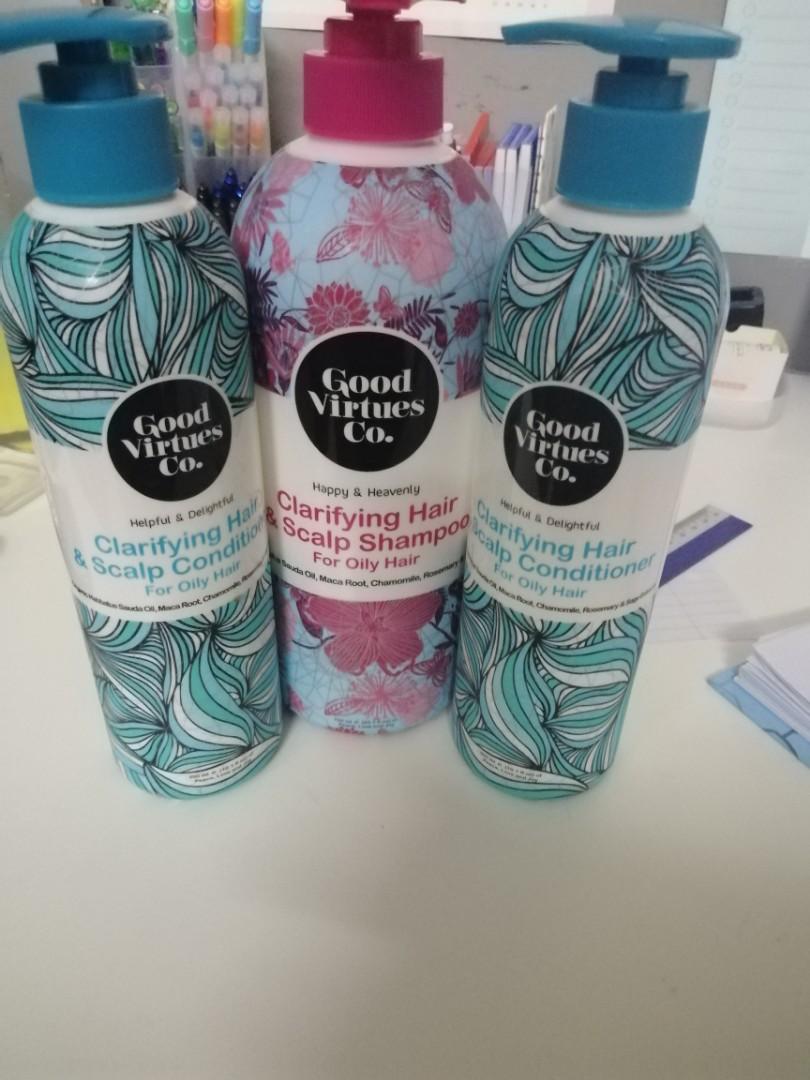 Good
Virtues
Co.
Helpful & Delightful
Clarifying Hair
& Scalp Conditioner
For Oily Hair
Habbatus Sauda Oil, Maca Root, Chamomile,
Good
Virtues
Co.
Happy & Heavenly
Clarifying Hair
& Scalp Shampoo
For Oily Hair
Sauda Oil, Maca Root, Chamomile, Rosemary
Good
Virtues
Co.
Helpful & Delightful
Clarifying Hair
Scalp Conditioner
For Oily Hair
Oil, Maca Root, Chamomile, Rosemary & Sage